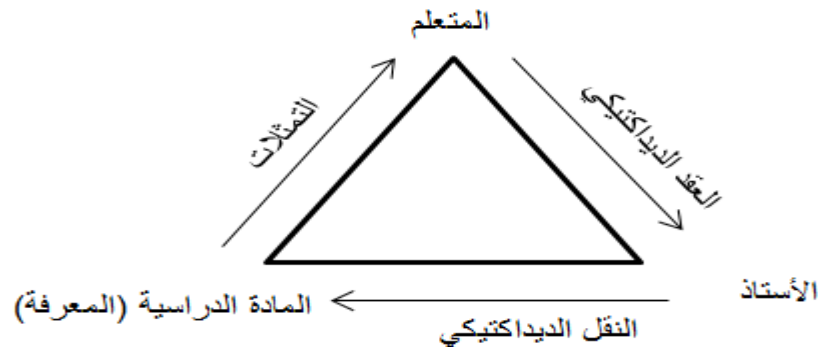 المتعلم
التمثلات
العقد الديداكتيكي
الأستاذ
المادة الدراسية (المعرفة)
النقل الديداكتيكي